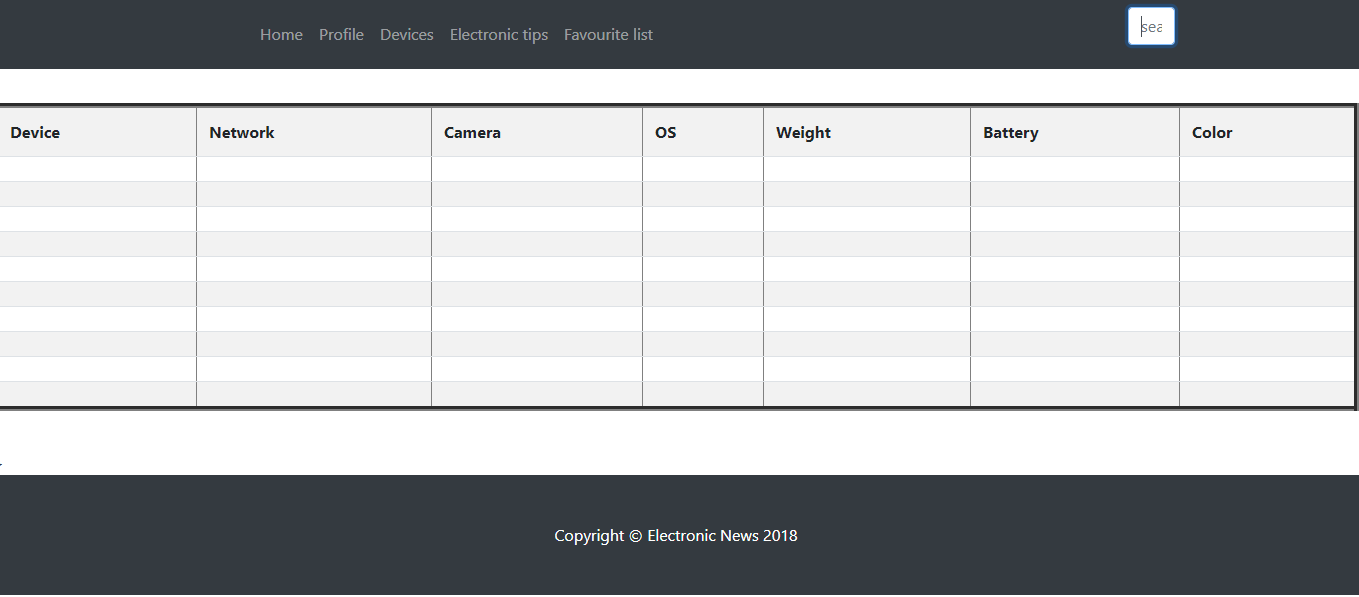 Home Profile Devices Electronic tips Favourite list sea
Device Network Camera OS Weight Battery Color
Copyright © Electronic News 2018